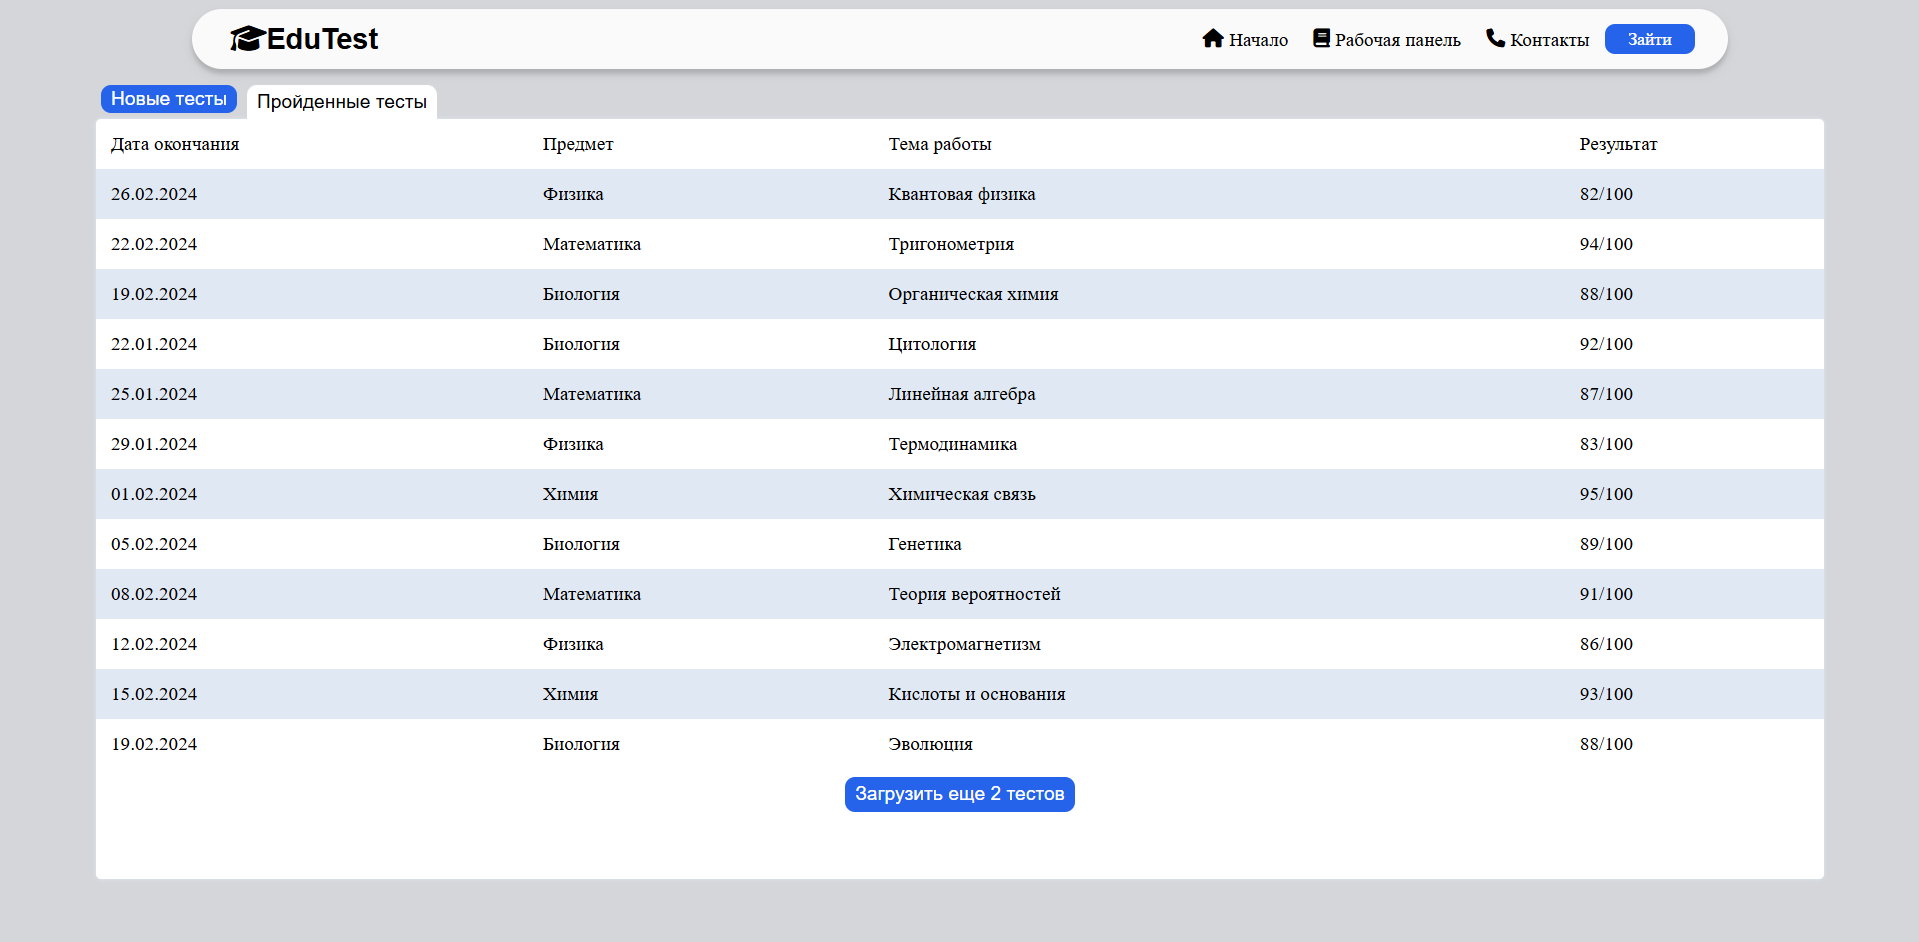 EduTest Начало Рабочая панель Контакты Зайти
Новые тесты Пройденные тесты
Дата окончания Предмет Тема работы Результат
26.02.2024 Физика Квантовая физика 82/100
22.02.2024 Математика Тригонометрия 94/100
19.02.2024 Биология Органическая химия 88/100
22.01.2024 Биология Цитология 92/100
25.01.2024 Математика Линейная алгебра 87/100
29.01.2024 Физика Термодинамика 83/100
01.02.2024 Химия Химическая связь 95/100
05.02.2024 Биология Генетика 89/100
08.02.2024 Математика Теория вероятностей 91/100
12.02.2024 Физика Электромагнетизм 86/100
15.02.2024 Химия Кислоты и основания 93/100
19.02.2024 Биология Эволюция 88/100
Загрузить еще 2 тестов